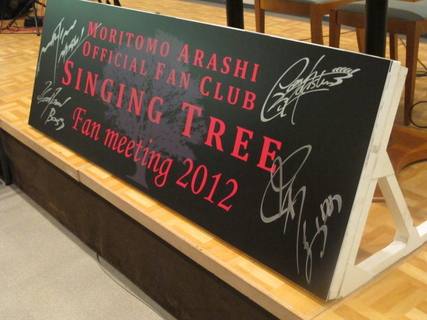 MORITOMO ARASHI
OFFICIAL FAN CLUB
SINGING TREE
Fan meeting 2012